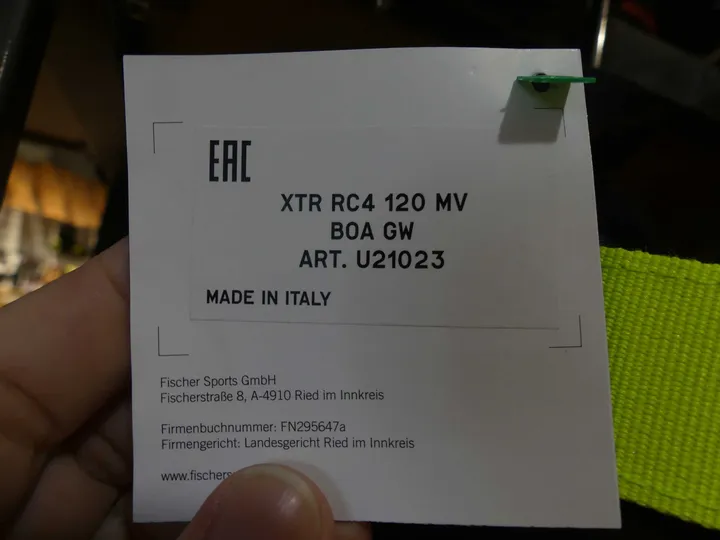 EAC
XTR RC4 120 MV
BOA GW
ART. U21023
MADE IN ITALY
Fischer Sports GmbH
Fischerstraße 8, A-4910 Ried im Innkreis
Firmenbuchnummer: FN295647a
Firmengericht: Landesgericht Ried im Innkreis